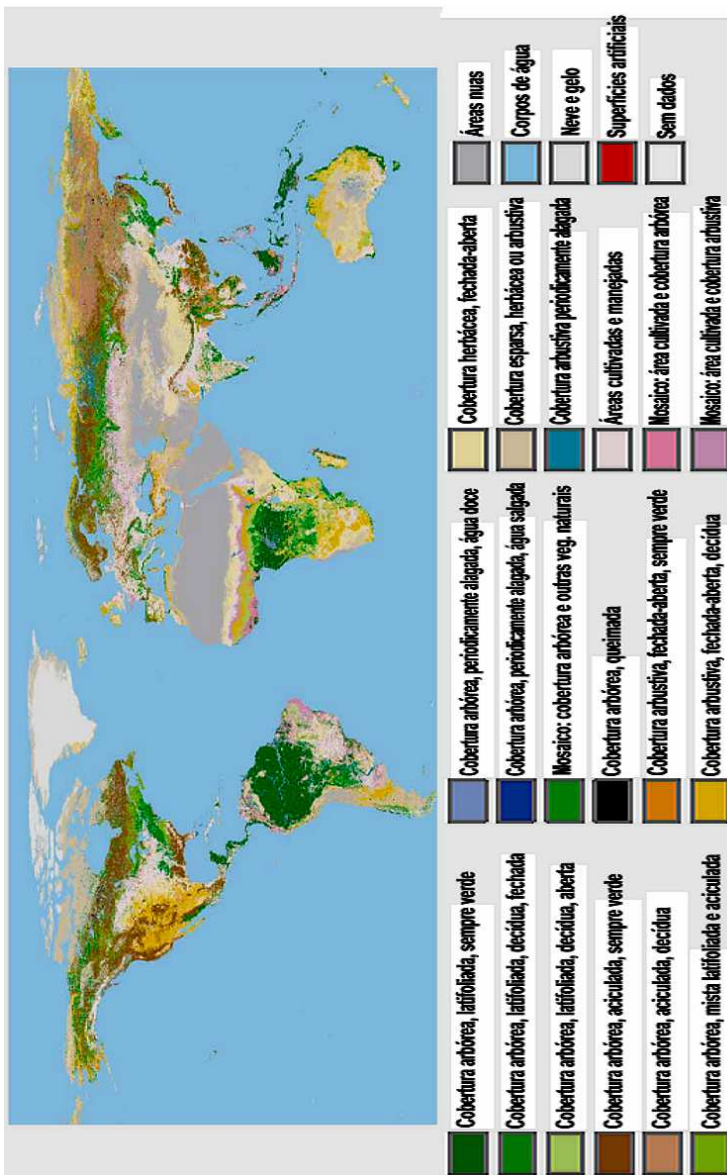 Cobertura arbórea, latifoliada, sempre verde
Cobertura arbórea, latifoliada, decídua, fechada
Cobertura arbórea, latifoliada, decídua, aberta
Cobertura arbórea, aciculada, sempre verde
Cobertura arbórea, aciculada, decídua
Cobertura arbórea, mista latifoliada e aciculada
Cobertura arbórea, periodicamente alagada, água doce
Cobertura arbórea, periodicamente alagada, água salgada
Mosaico: cobertura arbórea e outras veg. naturais
Cobertura arbórea, queimada
Cobertura arbustiva, fechada-aberta, sempre verde
Cobertura arbustiva, fechada-aberta, decídua
Cobertura herbácea, fechada-aberta
Cobertura esparsa, herbácea ou arbustiva
Cobertura arbustiva periodicamente alagada
Áreas cultivadas e manejadas
Mosaico: área cultivada e cobertura arbórea
Mosaico: área cultivada e cobertura arbustiva
Áreas nuas
Corpos de água
Neve e gelo
Superfícies artificiais
Sem dados